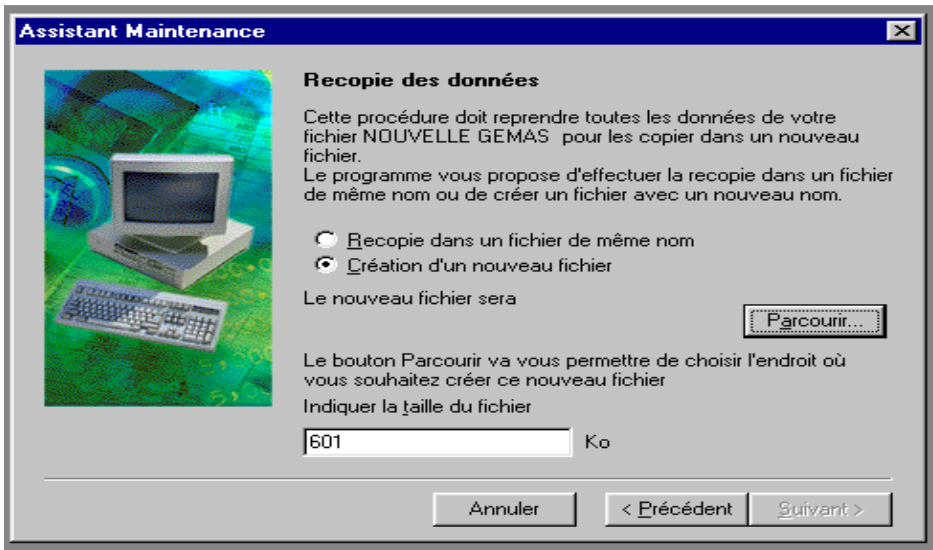 Assistant Maintenance
Recopie des données
Cette procédure doit reprendre toutes les données de votre
fichier NOUVELLE GEMAS pour les copier dans un nouveau
fichier.
Le programme vous propose d'effectuer la recopie dans un fichier
de même nom ou de créer un fichier avec un nouveau nom.
Recopie dans un fichier de même nom
Création d'un nouveau fichier
Le nouveau fichier sera
Parcourir...
Le bouton Parcourir va vous permettre de choisir l'endroit où
vous souhaitez créer ce nouveau fichier
Indiquer la taille du fichier
601 Ko
Annuler < Précédent Suivant >